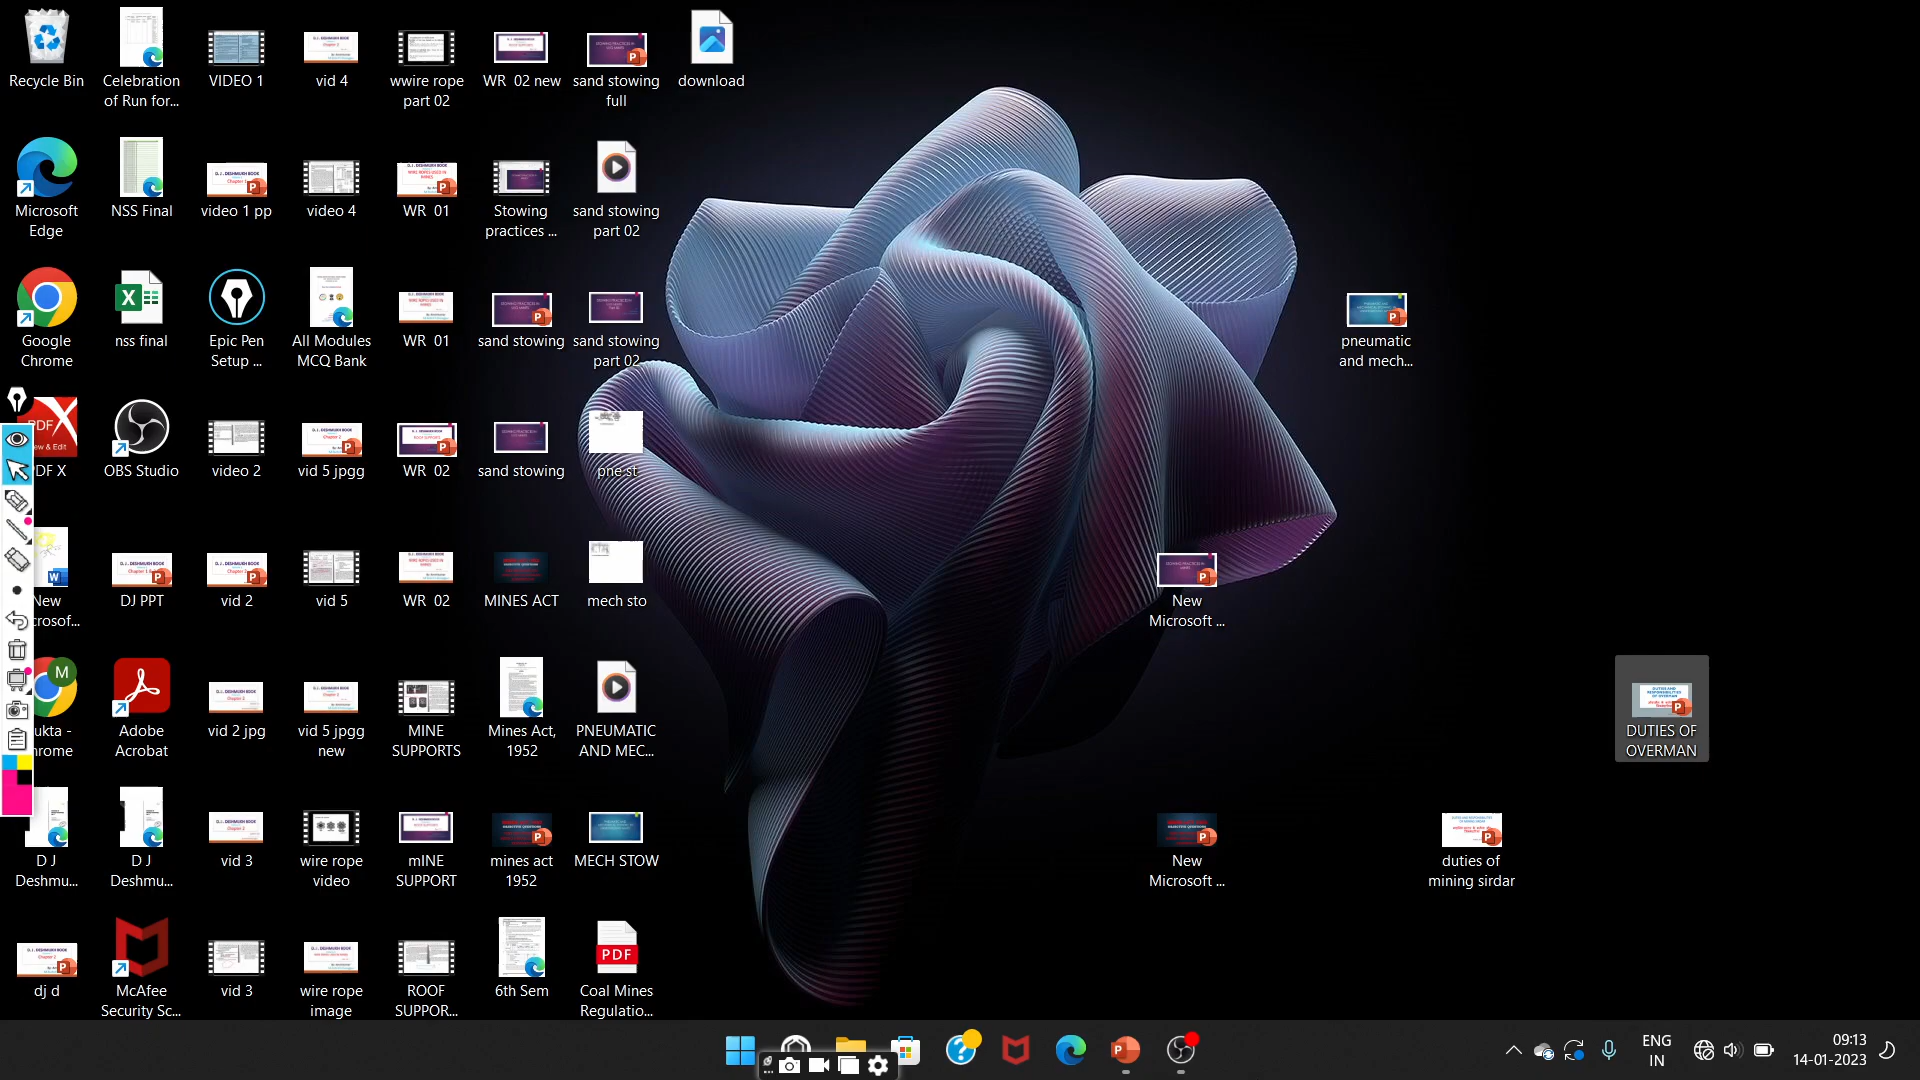 Recycle Bin
Celebration
of Run for...
VIDEO 1
vid 4
wwire rope
part 02
WR 02 new
sand stowing
full
download
Microsoft
Edge
NSS Final
video 1 pp
video 4
WR 01
Stowing
practices ...
sand stowing
part 02
Google
Chrome
nss final
Epic Pen
Setup ...
All Modules
MCQ Bank
WR 01
sand stowing
sand stowing
part 02
pneumatic
and mech...
PDF X
OBS Studio
video 2
vid 5 jpgg
WR 02
sand stowing
pne st
New
crosof...
DJ PPT
vid 2
vid 5
WR 02
MINES ACT
mech sto
New
Microsoft ...
M
ukta -
hrome
Adobe
Acrobat
vid 2 jpg
vid 5 jpgg
new
MINE
SUPPORTS
Mines Act,
1952
PNEUMATIC
AND MEC...
DUTIES OF
OVERMAN
D J
Deshmu...
D J
Deshmu...
vid 3
wire rope
video
mINE
SUPPORT
mines act
1952
MECH STOW
New
Microsoft ...
duties of
mining sirdar
dj d
McAfee
Security Sc...
vid 3
wire rope
image
ROOF
SUPPOR...
6th Sem
PDF
Coal Mines
Regulatio...
ENG
IN
09:13
14-01-2023